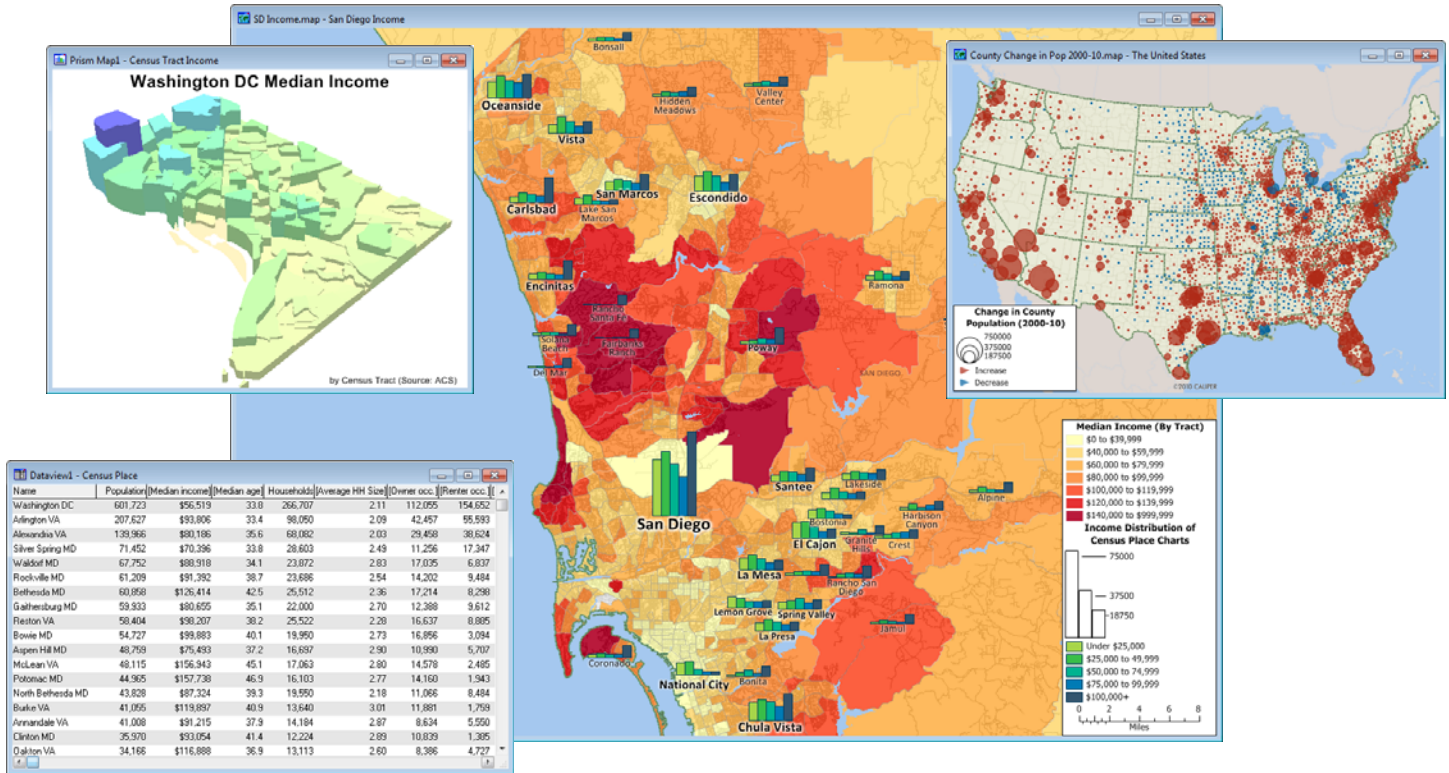 SD Income.map - San Diego Income
Prism Map1 - Census Tract Income
Washington DC Median Income
by Census Tract (Source: ACS)
County Change in Pop 2000-10.map - The United States
Change in County
Population (2000-10)
750000
375000
187500
Increase
Decrease
©2010 CALIPER
Bonsall
Oceanside
Hidden
Meadows
Valley
Center
Vista
San Marcos
Escondido
Carlsbad
Lake San
Marcos
Encinitas
Ramona
Rancho
Santa Fe
Solana
Beach
Fairbanks
Ranch
Poway
Del Mar
SAN DIEGO
San Diego
Santee
Lakeside
Alpine
Bostonia
Harbison
Canyon
El Cajon
Granite
Hills
Crest
La Mesa
Rancho San
Diego
Lemon Grove
Spring Valley
La Presa
Jamul
Coronado
National City
Bonita
Chula Vista
Median Income (By Tract)
$0 to $39,999
$40,000 to $59,999
$60,000 to $79,999
$80,000 to $99,999
$100,000 to $119,999
$120,000 to $139,999
$140,000 to $999,999
Income Distribution of
Census Place Charts
75000
37500
18750
Under $25,000
$25,000 to 49,999
$50,000 to 74,999
$75,000 to 99,999
$100,000+
0 2 4 6 8
Miles
Dataview1 - Census Place
Name Population [Median income] [Median age] Households [Average HH Size] [Owner occ.] [Renter occ.] [
Washington DC 601,723 $56,519 33.8 266,707 2.11 112,055 154,652
Arlington VA 207,627 $93,806 33.4 98,050 2.09 42,457 55,593
Alexandria VA 139,966 $80,186 35.6 68,082 2.03 29,458 38,624
Silver Spring MD 71,452 $70,396 33.8 28,603 2.49 11,256 17,347
Waldorf MD 67,752 $88,918 34.1 23,872 2.83 17,035 6,837
Rockville MD 61,209 $91,392 38.7 23,686 2.54 14,202 9,484
Bethesda MD 60,858 $126,414 42.5 25,512 2.36 17,214 8,298
Gaithersburg MD 59,933 $80,655 35.1 22,000 2.70 12,388 9,612
Reston VA 58,404 $98,207 38.2 25,522 2.28 16,637 8,885
Bowie MD 54,727 $99,883 40.1 19,950 2.73 16,856 3,094
Aspen Hill MD 48,759 $75,493 37.2 16,697 2.90 10,990 5,707
McLean VA 48,115 $156,943 45.1 17,063 2.80 14,578 2,485
Potomac MD 44,965 $157,738 46.9 16,103 2.77 14,160 1,943
North Bethesda MD 43,828 $87,324 39.3 19,550 2.18 11,066 8,484
Burke VA 41,055 $119,897 40.9 13,640 3.01 11,881 1,759
Annandale VA 41,008 $91,215 37.9 14,184 2.87 8,634 5,550
Clinton MD 35,970 $93,054 41.4 12,224 2.89 10,839 1,385
Oakton VA 34,166 $116,888 36.9 13,113 2.60 8,386 4,727